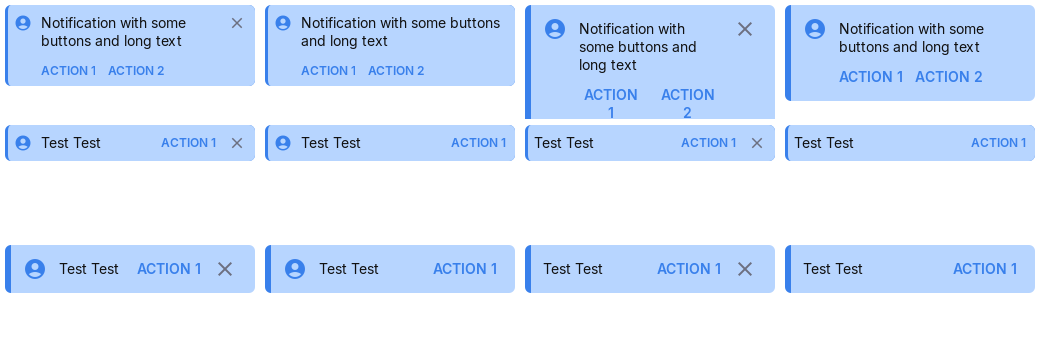 Notification with some
buttons and long text
ACTION 1 ACTION 2
Notification with some buttons
and long text
ACTION 1 ACTION 2
Notification with
some buttons and
long text
ACTION
1
ACTION
2
Notification with some
buttons and long text
ACTION 1 ACTION 2
Test Test ACTION 1
Test Test ACTION 1
Test Test ACTION 1
Test Test ACTION 1
Test Test ACTION 1
Test Test ACTION 1
Test Test ACTION 1
Test Test ACTION 1